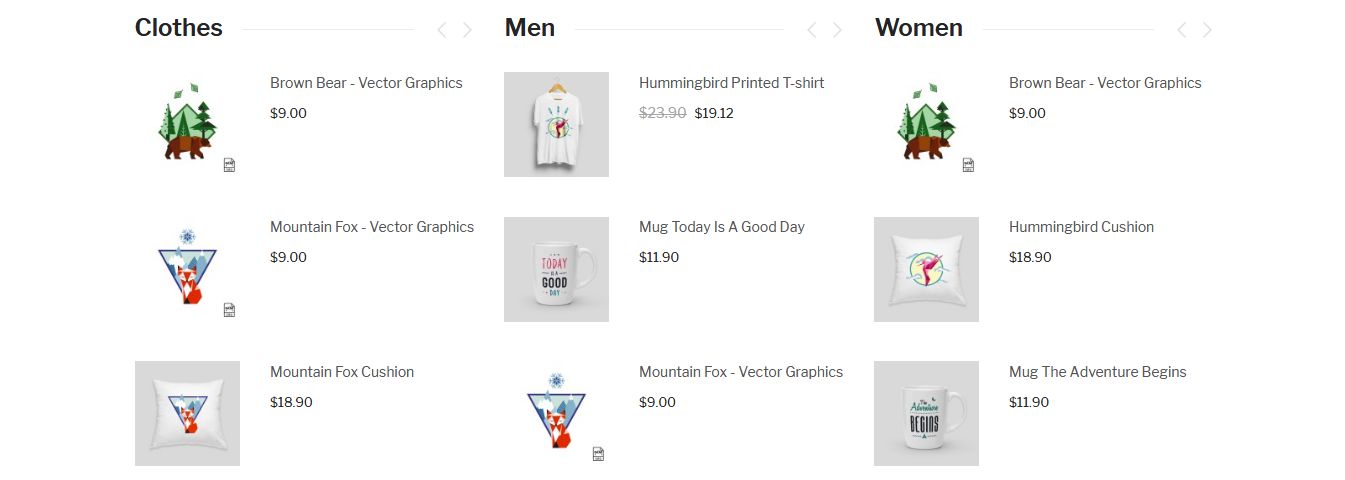 Clothes
Brown Bear - Vector Graphics
$9.00
Mountain Fox - Vector Graphics
$9.00
Mountain Fox Cushion
$18.90
Men
Hummingbird Printed T-shirt
$23.90 $19.12
TODAY
IS A
GOOD
DAY
Mug Today Is A Good Day
$11.90
Mountain Fox - Vector Graphics
$9.00
Women
Brown Bear - Vector Graphics
$9.00
Hummingbird Cushion
$18.90
The
Adventure
BEGINS
Mug The Adventure Begins
$11.90